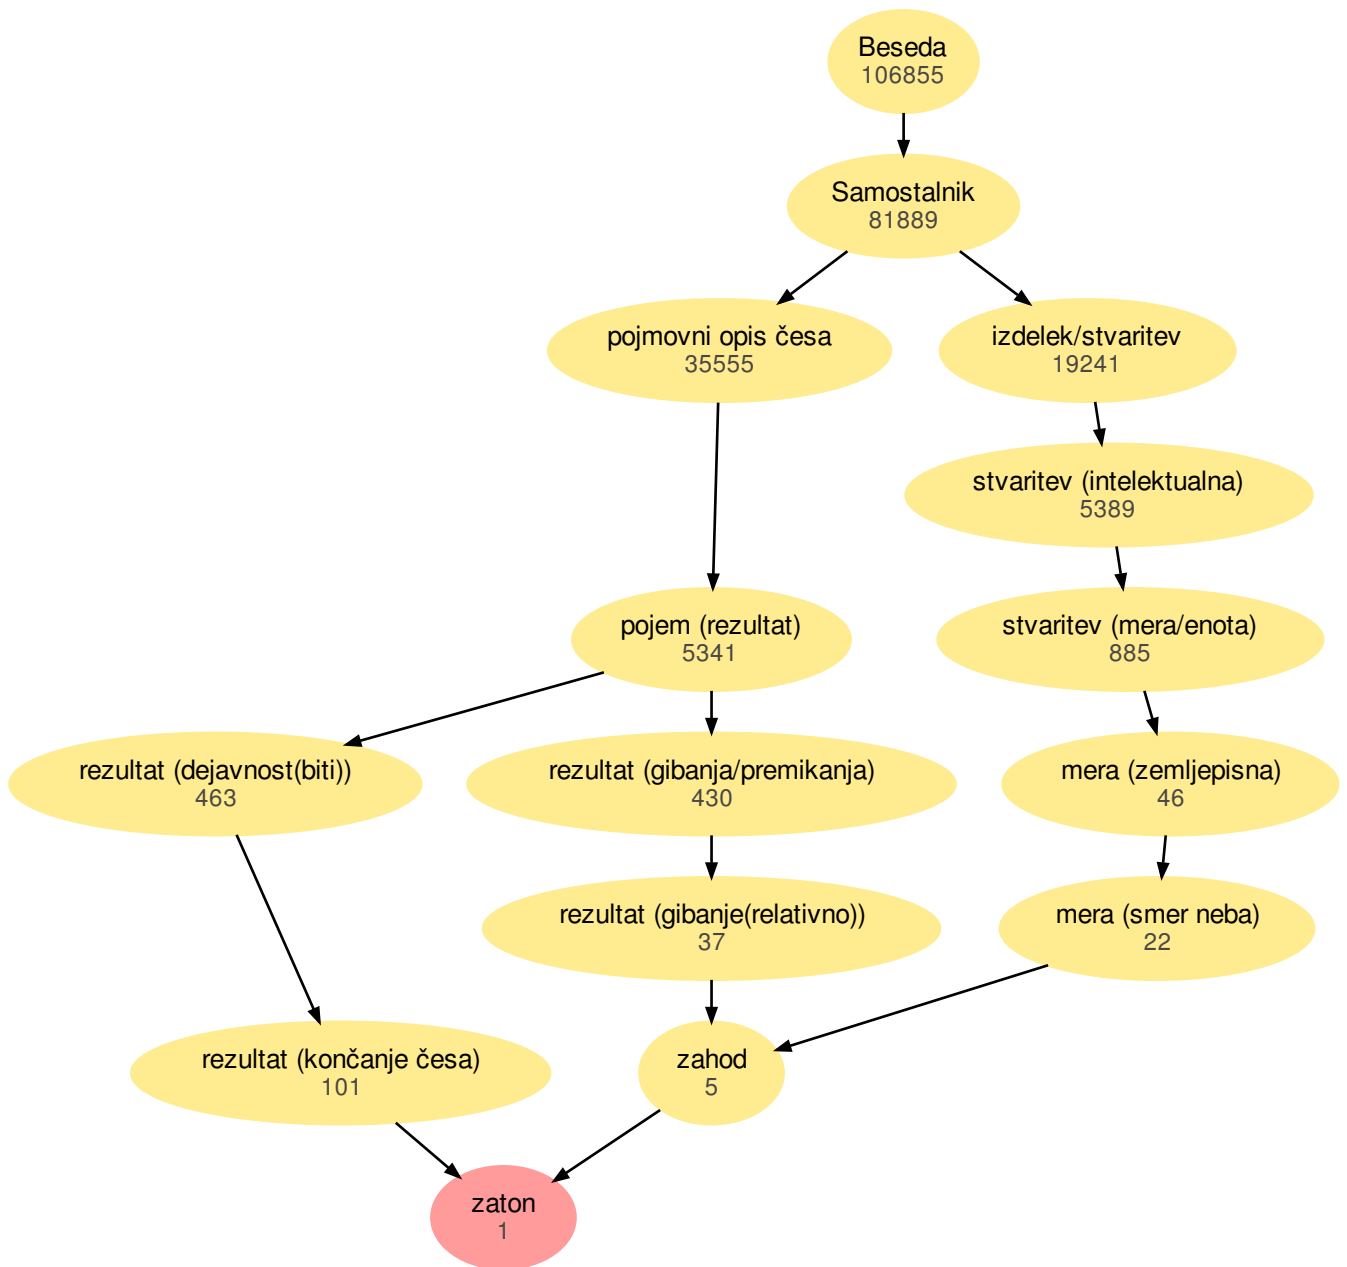 Beseda
106855
Samostalnik
81889
pojmovni opis česa
35555
izdelek/stvaritev
19241
stvaritev (intelektualna)
5389
pojem (rezultat)
5341
stvaritev (mera/enota)
885
rezultat (dejavnost(biti))
463
rezultat (gibanja/premikanja)
430
mera (zemljepisna)
46
rezultat (gibanje(relativno))
37
mera (smer neba)
22
rezultat (končanje česa)
101
zahod
5
zaton
1